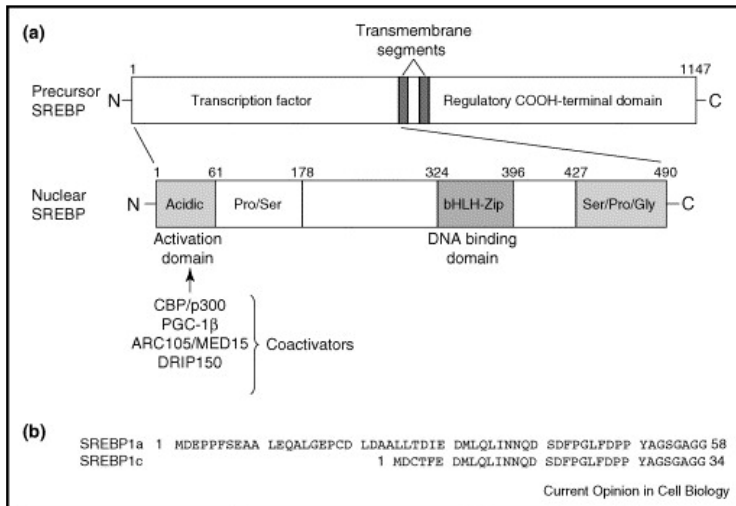 (a)
Transmembrane
segments
1 1147
Precursor
SREBP
N Transcription factor Regulatory COOH-terminal domain C
1 61 178 324 396 427 490
Nuclear
SREBP
N Acidic Pro/Ser bHLH-Zip Ser/Pro/Gly C
Activation
domain
DNA binding
domain
CBP/p300
PGC-1β
ARC105/MED15
DRIP150
Coactivators
(b)
SREBP1a 1 MDEPPFSEAA LEQALGEPCD LDAALLTDIE DMLQLINNQD SDFPGLFDPP YAGSGAGG 58
SREBP1c 1 MDCTFE DMLQLINNQD SDFPGLFDPP YAGSGAGG 34
Current Opinion in Cell Biology